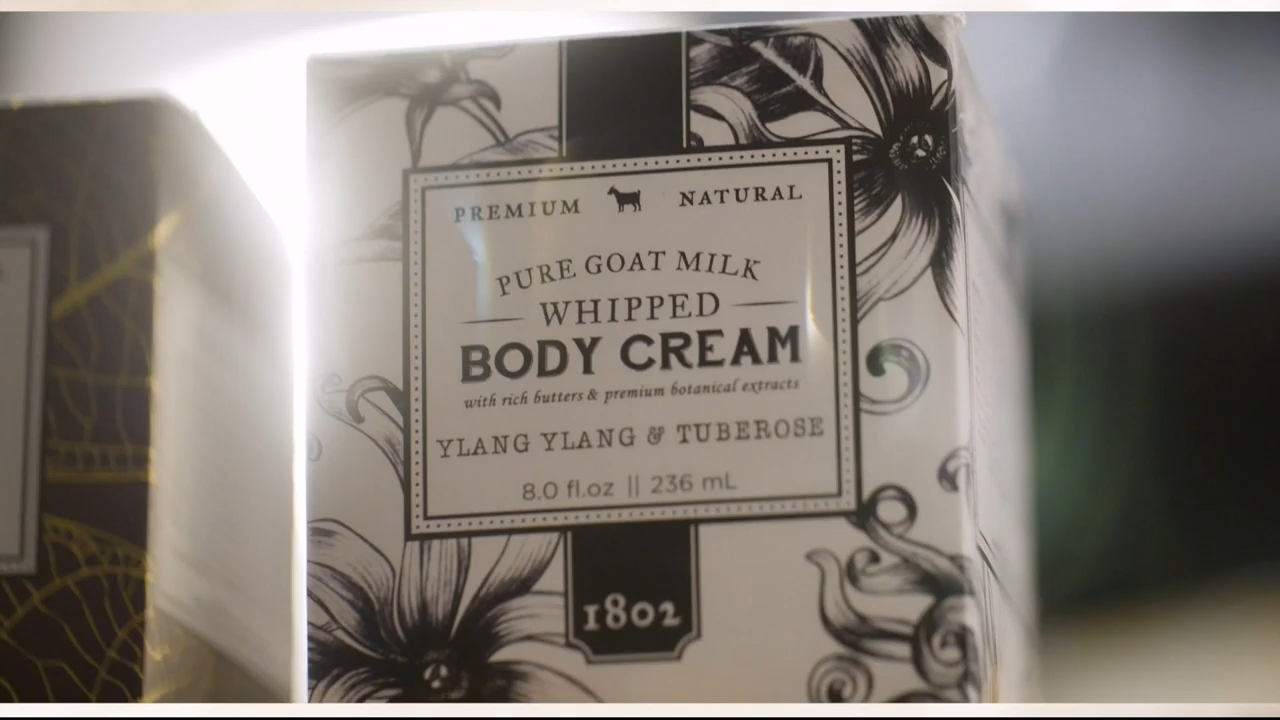 PREMIUM NATURAL
PURE GOAT MILK
WHIPPED
BODY CREAM
with rich butters & premium botanical extracts
YLANG YLANG & TUBEROSE
8.0 fl.oz || 236 mL
1802